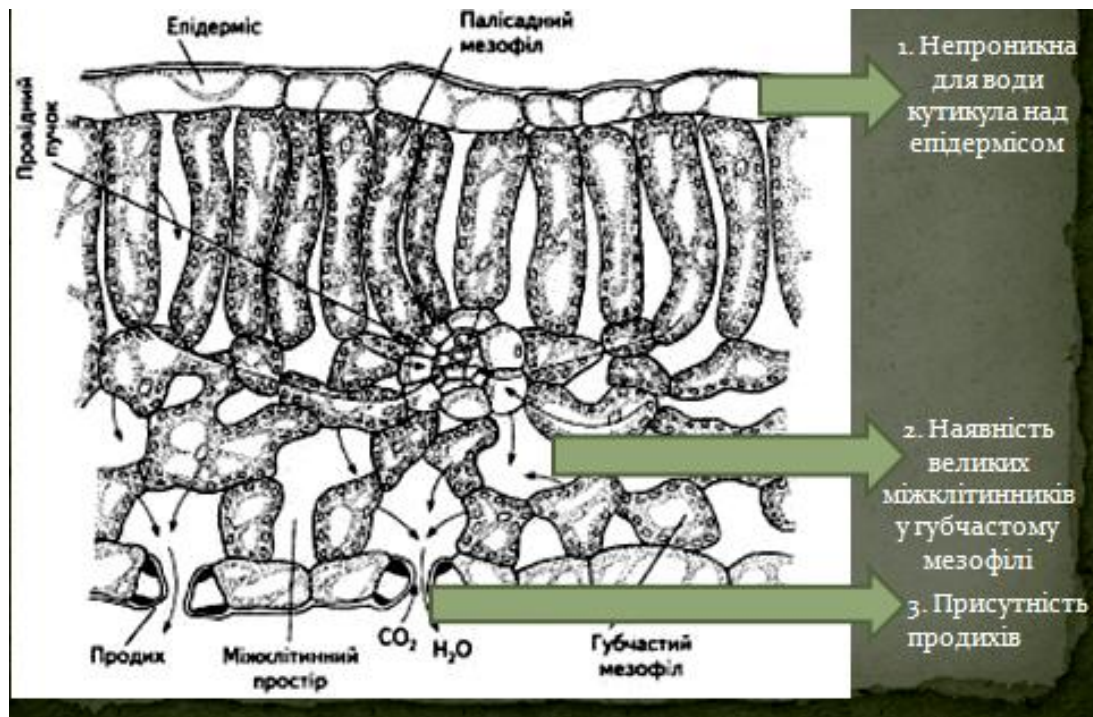 Епідерміс
Палісадний
мезофіл
Провідний
пучок
1. Непроникна
для води
кутикула над
епідермісом
2. Наявність
великих
міжклітинників
у губчастому
мезофілі
3. Присутність
продихів
Продих
Міжклітинний
простір
CO₂
H₂O
Губчастий
мезофіл